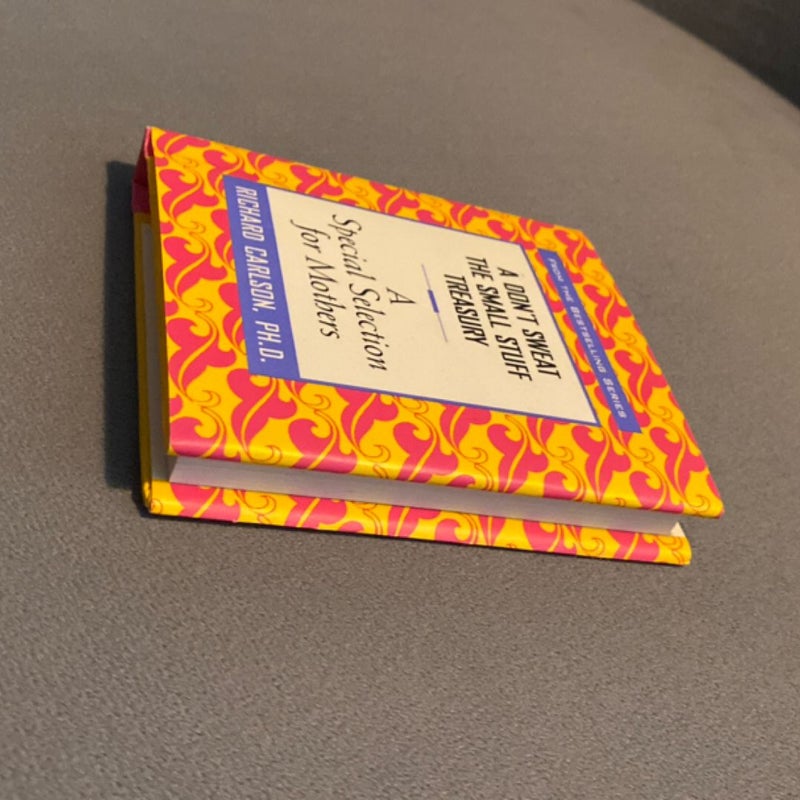 FROM THE BESTSELLING SERIES
A DON'T SWEAT
THE SMALL STUFF
TREASURY
A
Special Selection
for Mothers
RICHARD CARLSON, PH.D.